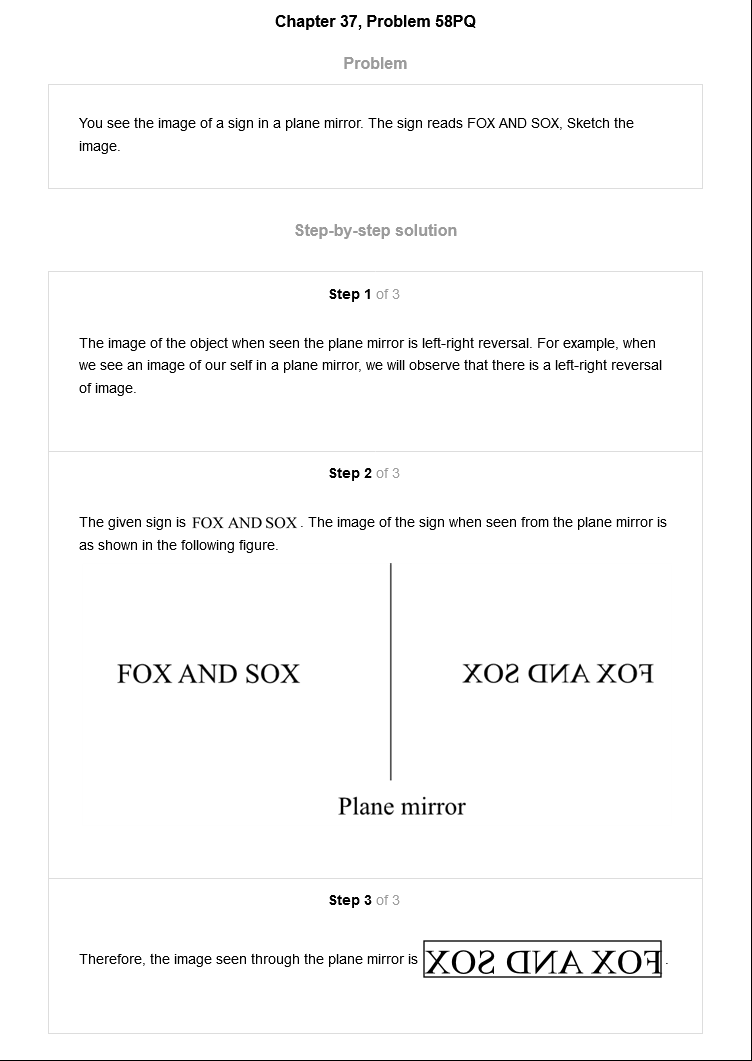 Chapter 37, Problem 58PQ
Problem
You see the image of a sign in a plane mirror. The sign reads FOX AND SOX, Sketch the
image.
Step-by-step solution
Step 1 of 3
The image of the object when seen the plane mirror is left-right reversal. For example, when
we see an image of our self in a plane mirror, we will observe that there is a left-right reversal
of image.
Step 2 of 3
The given sign is FOX AND SOX. The image of the sign when seen from the plane mirror is
as shown in the following figure.
FOX AND SOX FOX AND SOX
Plane mirror
Step 3 of 3
Therefore, the image seen through the plane mirror is FOX AND SOX.